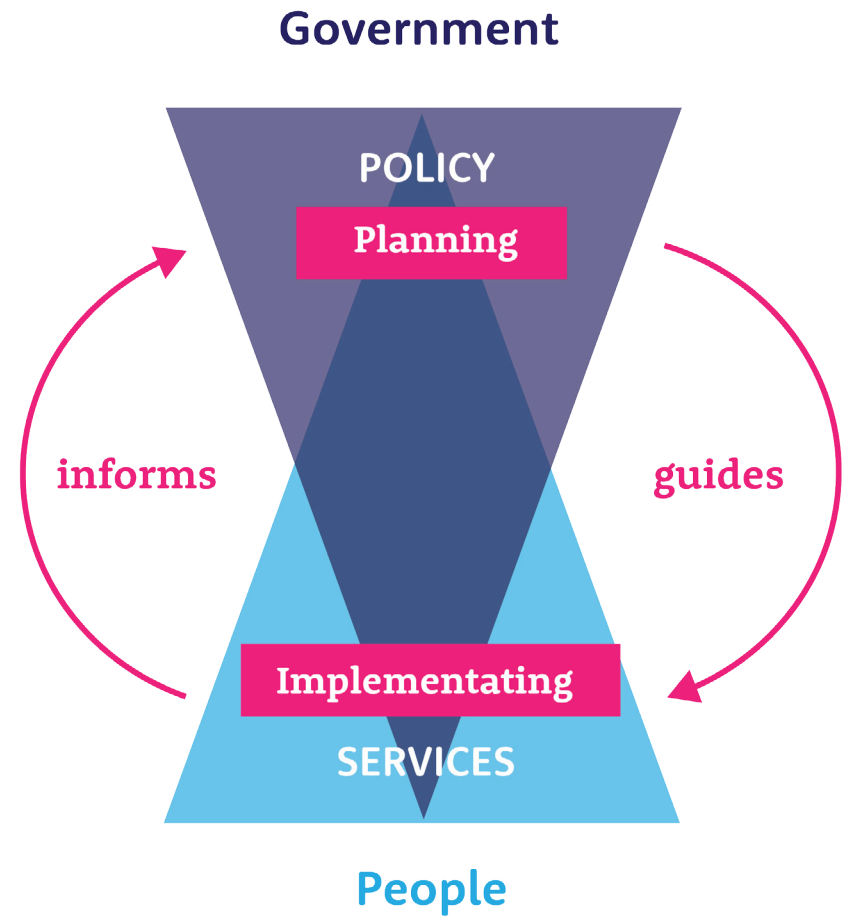 Government
POLICY
Planning
informs
guides
Implementating
SERVICES
People